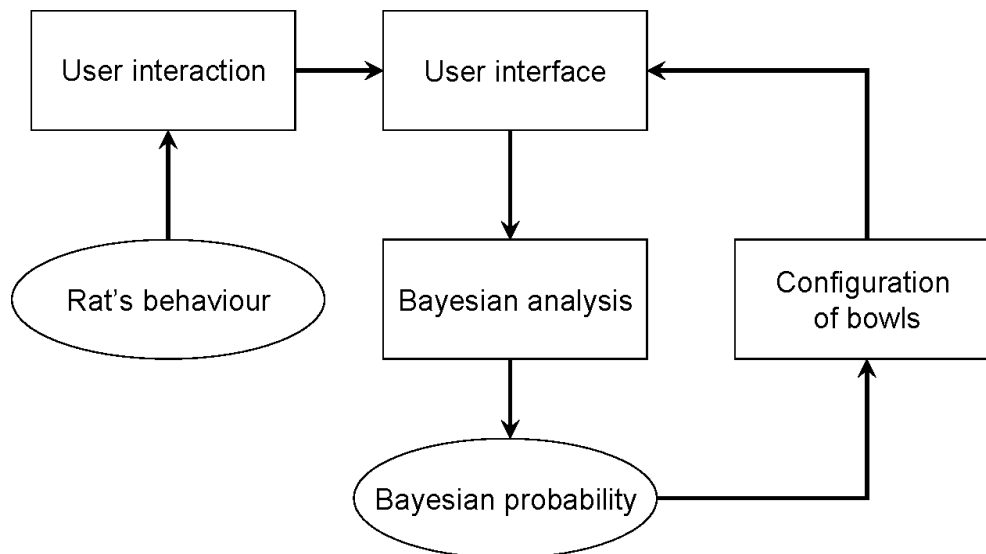 User interaction
User interface
Rat's behaviour
Bayesian analysis
Configuration
of bowls
Bayesian probability